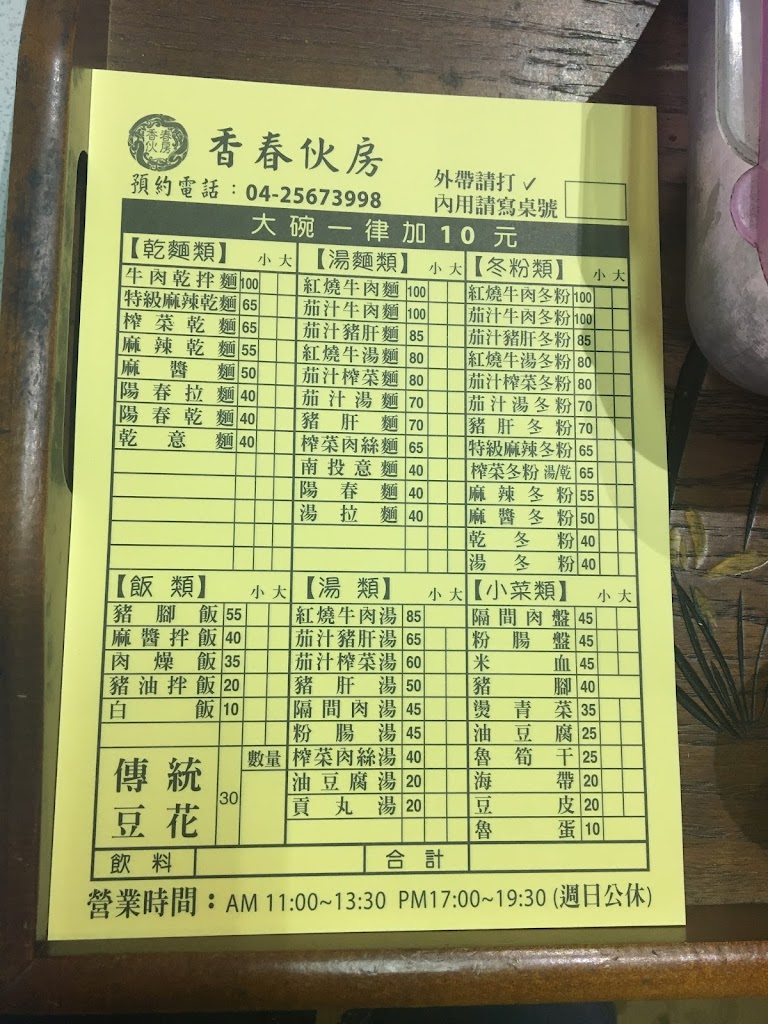 香春伙房
香春伙房
預約電話：04-25673998
外帶請打✓
內用請寫桌號
大碗一律加10元
【乾麵類】 小 大
牛肉乾拌麵 100
特級麻辣乾麵 65
榨菜乾麵 65
麻辣乾麵 55
麻醬麵 50
陽春拉麵 40
陽春乾麵 40
乾意麵 40
【湯麵類】 小 大
紅燒牛肉麵 100
茄汁牛肉麵 100
茄汁豬肝麵 85
紅燒牛湯麵 80
茄汁榨菜麵 80
茄汁湯麵 70
豬肝麵 70
榨菜肉絲麵 65
南投意麵 40
陽春麵 40
湯拉麵 40
【冬粉類】 小 大
紅燒牛肉冬粉 100
茄汁牛肉冬粉 100
茄汁豬肝冬粉 85
紅燒牛湯冬粉 80
茄汁榨菜冬粉 80
茄汁湯冬粉 70
豬肝冬粉 70
特級麻辣冬粉 65
榨菜冬粉 湯/乾 65
麻辣冬粉 55
麻醬冬粉 50
乾冬粉 40
湯冬粉 40
【飯類】 小 大
豬腳飯 55
麻醬拌飯 40
肉燥飯 35
豬油拌飯 20
白飯 10
【湯類】 小 大
紅燒牛肉湯 85
茄汁豬肝湯 65
茄汁榨菜湯 60
豬肝湯 50
隔間肉湯 45
粉腸湯 45
榨菜肉絲湯 40
油豆腐湯 20
貢丸湯 20
【小菜類】 小 大
隔間肉盤 45
粉腸盤 45
米血 45
豬腳 40
燙青菜 35
油豆腐 25
魯筍干 25
海帶 20
豆皮 20
魯蛋 10
傳統
豆花
30
數量
飲料
合計
營業時間：AM 11:00~13:30 PM17:00~19:30 (週日公休)